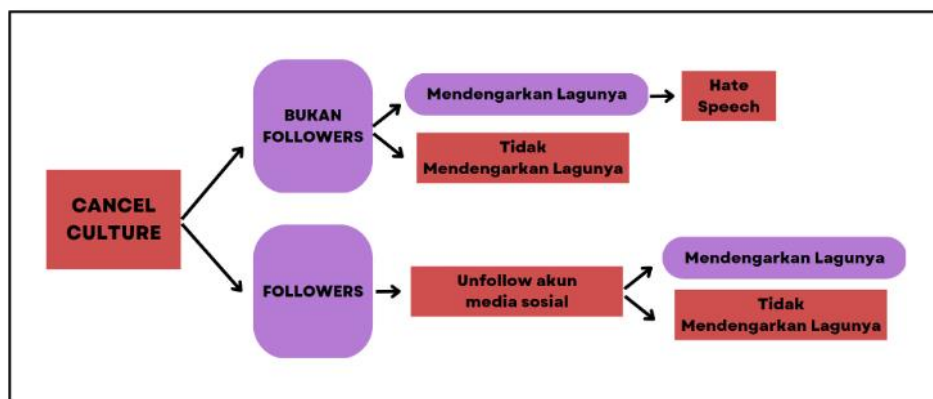 CANCEL
CULTURE
BUKAN
FOLLOWERS
Mendengarkan Lagunya
Hate
Speech
Tidak
Mendengarkan Lagunya
FOLLOWERS
Unfollow akun
media sosial
Mendengarkan Lagunya
Tidak
Mendengarkan Lagunya